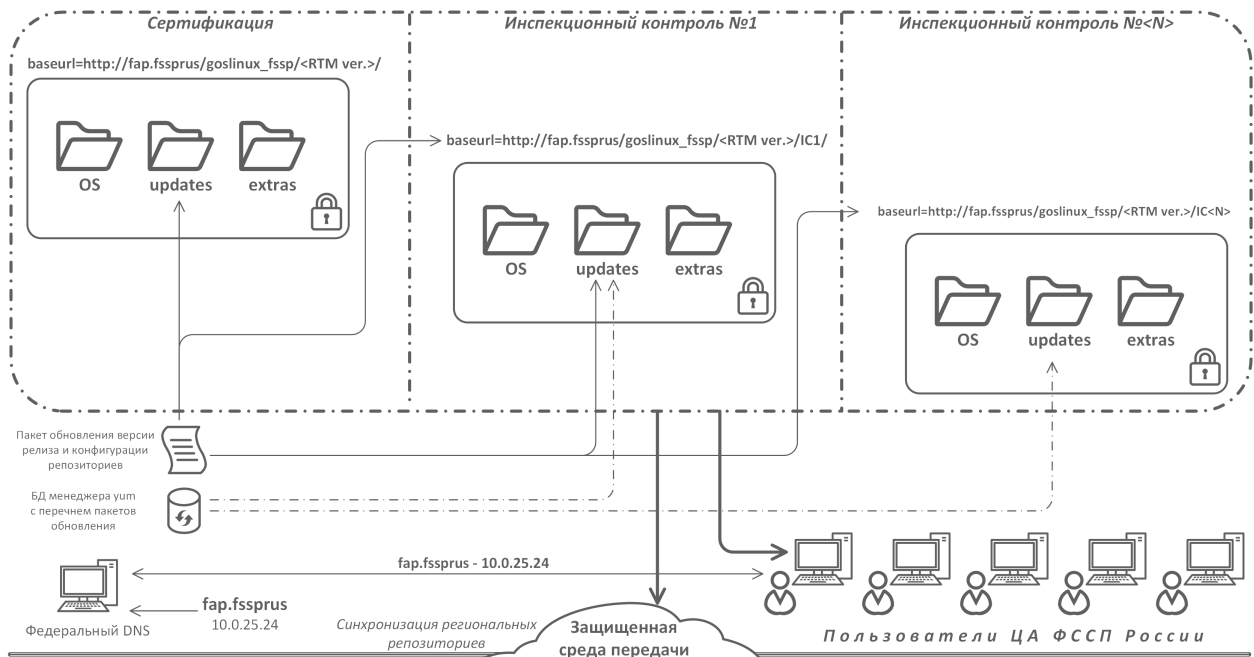 Сертификация
Инспекционный контроль №1
Инспекционный контроль №<N>
baseurl=http://fap.fssprus/goslinux_fssp/<RTM ver.>/
OS
updates
extras
baseurl=http://fap.fssprus/goslinux_fssp/<RTM ver.>/IC1/
OS
updates
extras
baseurl=http://fap.fssprus/goslinux_fssp/<RTM ver.>/IC<N>
OS
updates
extras
Пакет обновления версии
релиза и конфигурации
репозиториев
БД менеджера yum
с перечнем пакетов
обновления
fap.fssprus - 10.0.25.24
fap.fssprus
10.0.25.24
Федеральный DNS
Синхронизация региональных
репозиториев
Защищенная
среда передачи
Пользователи ЦА ФССП России